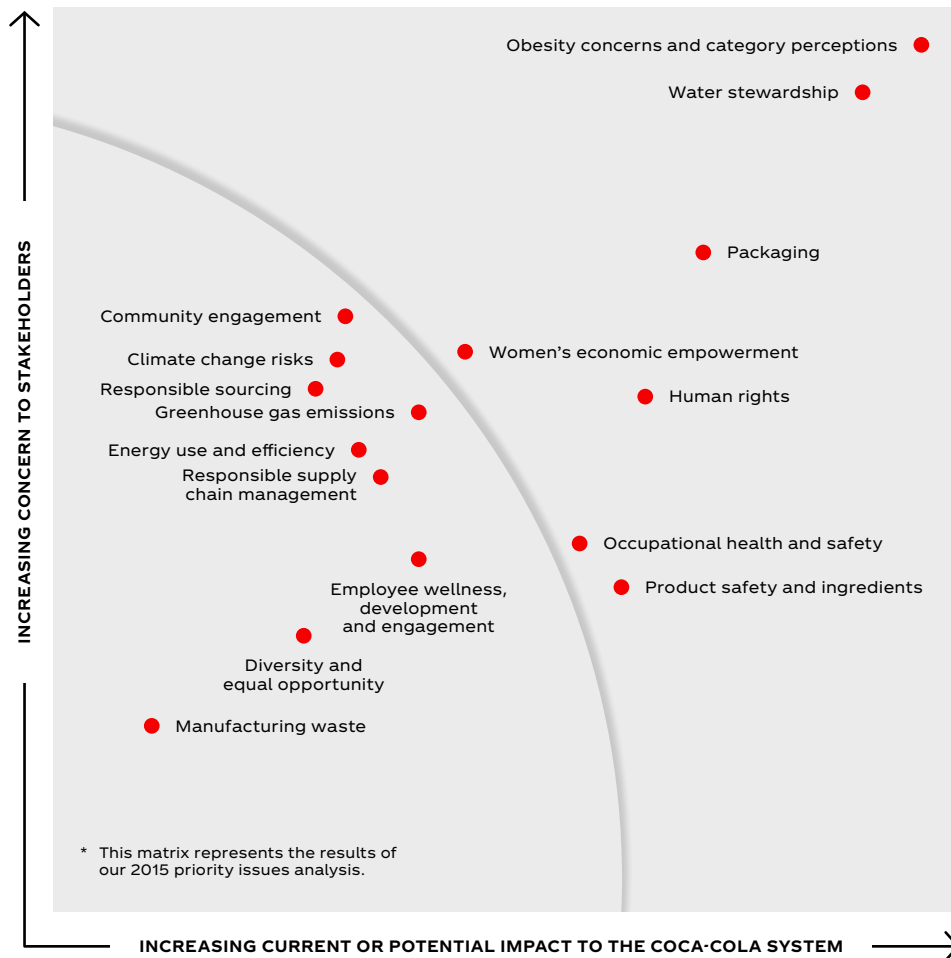 INCREASING CONCERN TO STAKEHOLDERS
Obesity concerns and category perceptions
Water stewardship
Packaging
Community engagement
Women’s economic empowerment
Climate change risks
Responsible sourcing
Human rights
Greenhouse gas emissions
Energy use and efficiency
Responsible supply
chain management
Occupational health and safety
Product safety and ingredients
Employee wellness,
development
and engagement
Diversity and
equal opportunity
Manufacturing waste
* This matrix represents the results of
our 2015 priority issues analysis.
INCREASING CURRENT OR POTENTIAL IMPACT TO THE COCA-COLA SYSTEM